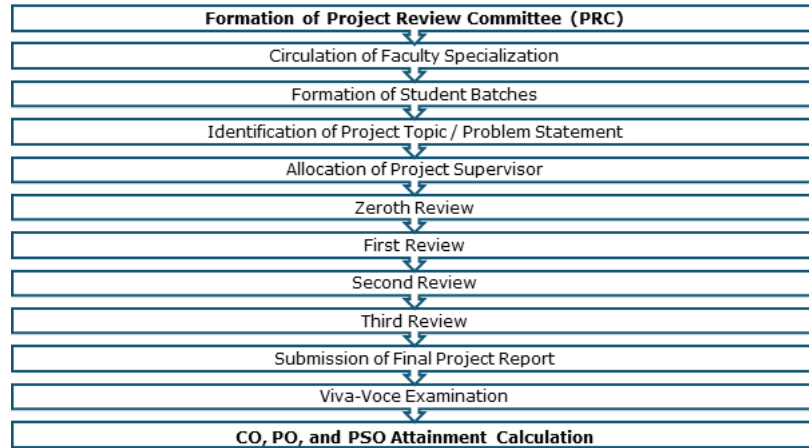 Formation of Project Review Committee (PRC)
Circulation of Faculty Specialization
Formation of Student Batches
Identification of Project Topic / Problem Statement
Allocation of Project Supervisor
Zeroth Review
First Review
Second Review
Third Review
Submission of Final Project Report
Viva-Voce Examination
CO, PO, and PSO Attainment Calculation